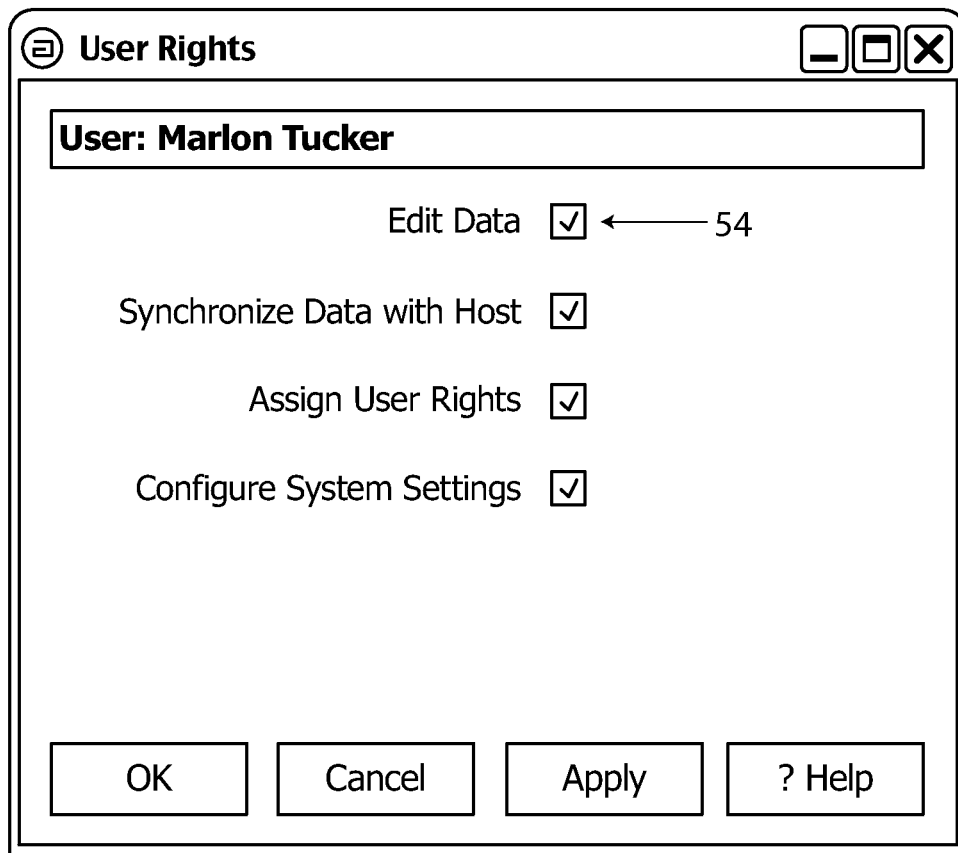 User Rights
User: Marlon Tucker
Edit Data 54
Synchronize Data with Host
Assign User Rights
Configure System Settings
OK Cancel Apply ? Help